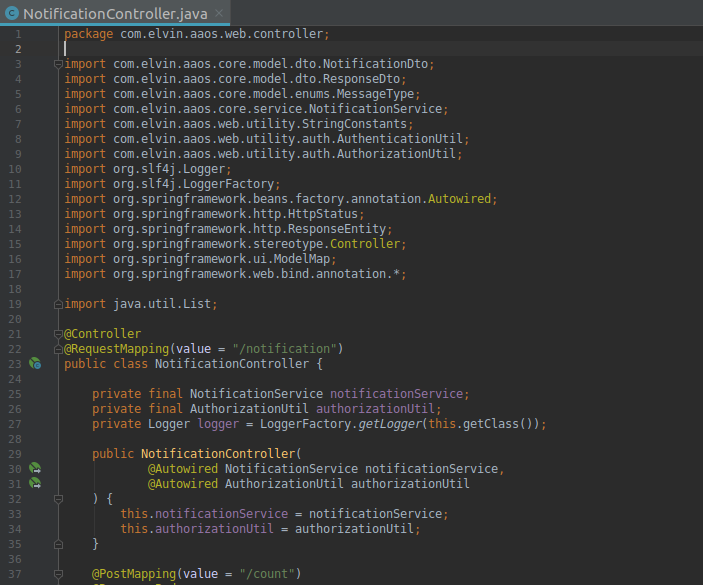 NotificationController.java
1 package com.elvin.aaos.web.controller;
2
3 import com.elvin.aaos.core.model.dto.NotificationDto;
4 import com.elvin.aaos.core.model.dto.ResponseDto;
5 import com.elvin.aaos.core.model.enums.MessageType;
6 import com.elvin.aaos.core.service.NotificationService;
7 import com.elvin.aaos.web.utility.StringConstants;
8 import com.elvin.aaos.web.utility.auth.AuthenticationUtil;
9 import com.elvin.aaos.web.utility.auth.AuthorizationUtil;
10 import org.slf4j.Logger;
11 import org.slf4j.LoggerFactory;
12 import org.springframework.beans.factory.annotation.Autowired;
13 import org.springframework.http.HttpStatus;
14 import org.springframework.http.ResponseEntity;
15 import org.springframework.stereotype.Controller;
16 import org.springframework.ui.ModelMap;
17 import org.springframework.web.bind.annotation.*;
18
19 import java.util.List;
20
21 @Controller
22 @RequestMapping(value = "/notification")
23 public class NotificationController {
24
25     private final NotificationService notificationService;
26     private final AuthorizationUtil authorizationUtil;
27     private Logger logger = LoggerFactory.getLogger(this.getClass());
28
29     public NotificationController(
30             @Autowired NotificationService notificationService,
31             @Autowired AuthorizationUtil authorizationUtil
32     ) {
33         this.notificationService = notificationService;
34         this.authorizationUtil = authorizationUtil;
35     }
36
37     @PostMapping(value = "/count")